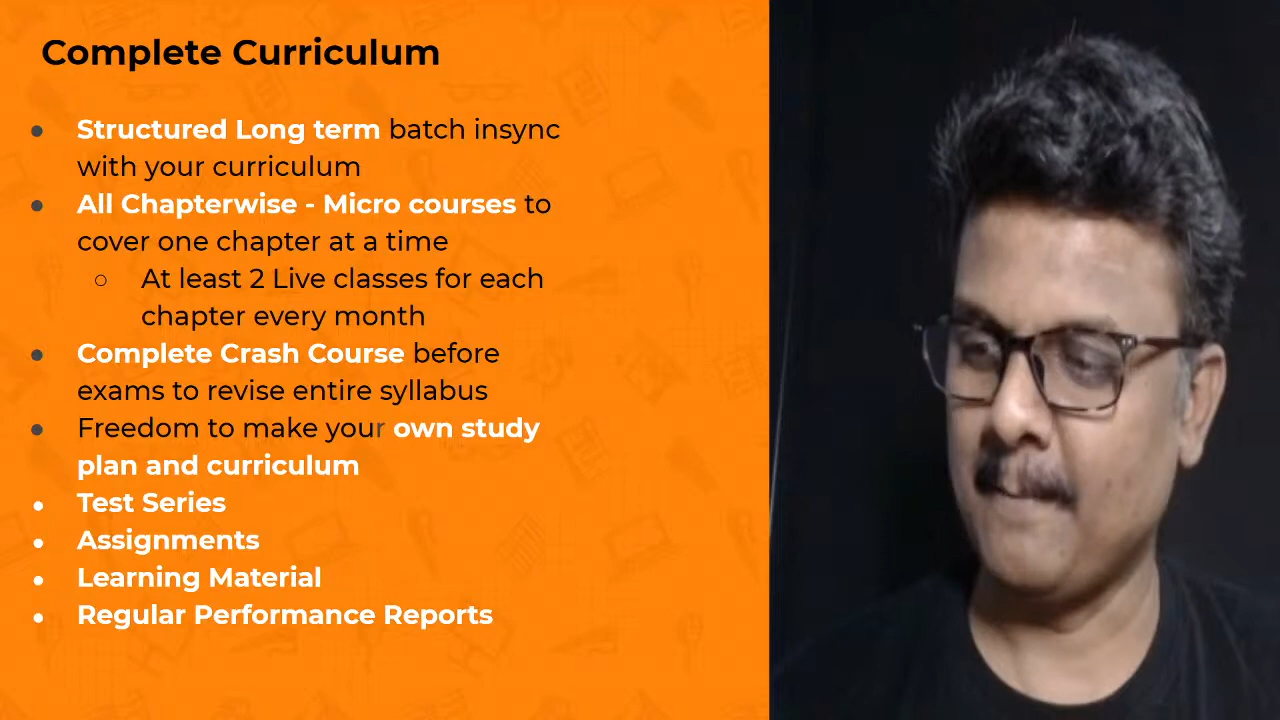 Complete Curriculum
● Structured Long term batch insync
with your curriculum
● All Chapterwise - Micro courses to
cover one chapter at a time
○ At least 2 Live classes for each
chapter every month
● Complete Crash Course before
exams to revise entire syllabus
● Freedom to make your own study
plan and curriculum
● Test Series
● Assignments
● Learning Material
● Regular Performance Reports